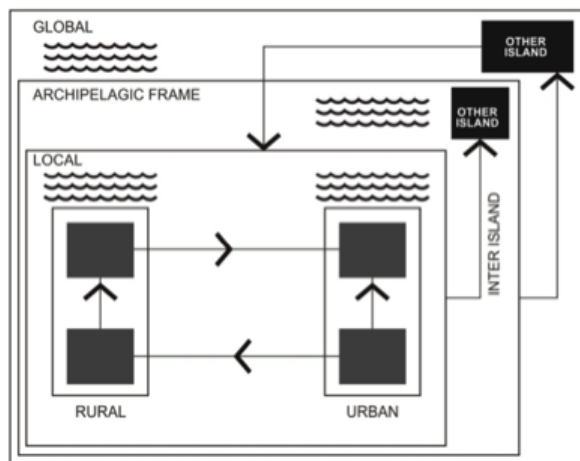 GLOBAL
OTHER
ISLAND
ARCHIPELAGIC FRAME
OTHER
ISLAND
LOCAL
INTER ISLAND
RURAL
URBAN